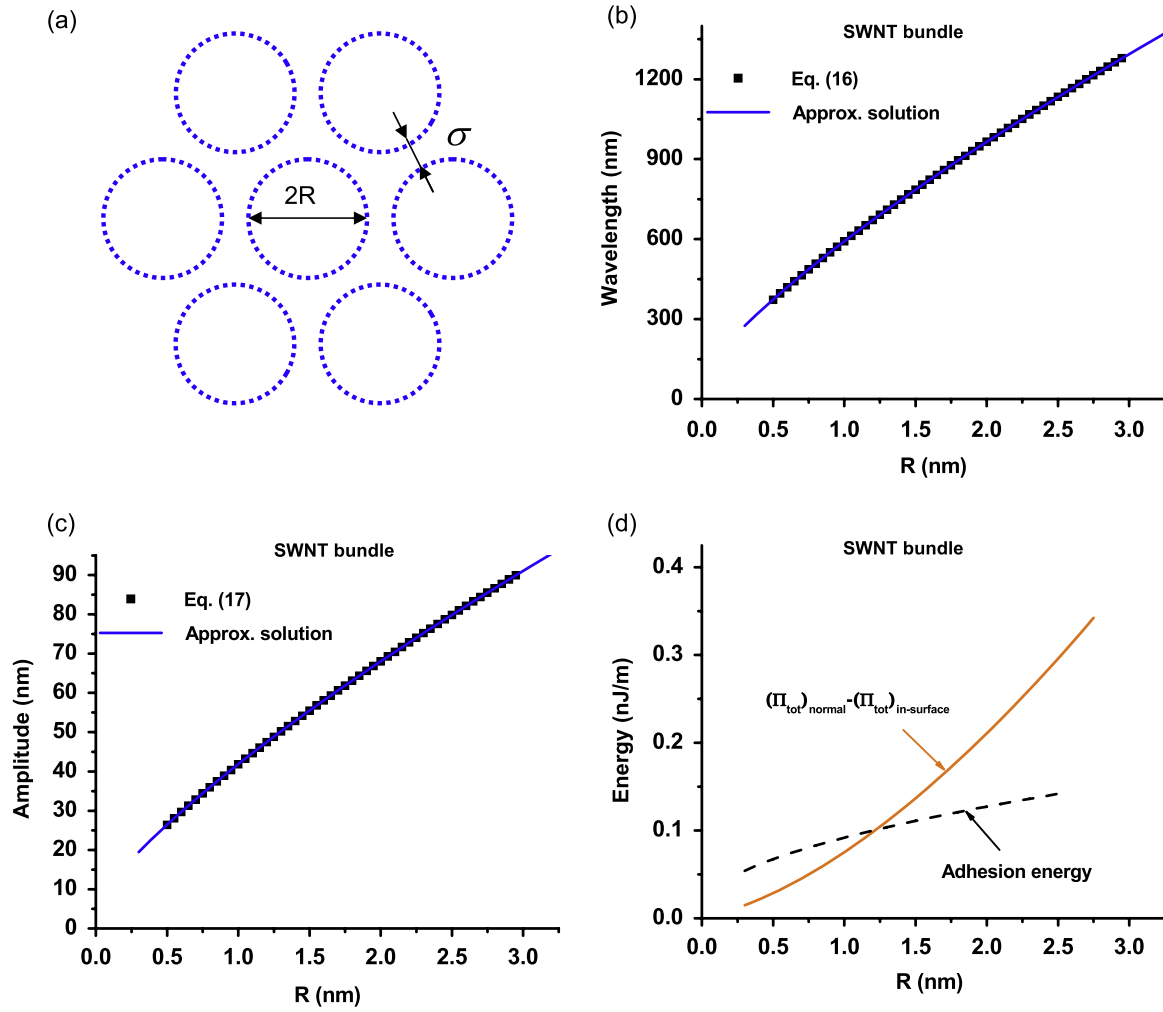 (a)
σ
2R
(b)
SWNT bundle
Eq. (16)
Approx. solution
Wavelength (nm)
1200
900
600
300
0
0.0 0.5 1.0 1.5 2.0 2.5 3.0
R (nm)
(c)
SWNT bundle
Eq. (17)
Approx. solution
Amplitude (nm)
90
80
70
60
50
40
30
20
10
0
0.0 0.5 1.0 1.5 2.0 2.5 3.0
R (nm)
(d)
SWNT bundle
(Π_tot)_normal-(Π_tot)_in-surface
Adhesion energy
Energy (nJ/m)
0.4
0.3
0.2
0.1
0.0
0.0 0.5 1.0 1.5 2.0 2.5 3.0
R (nm)